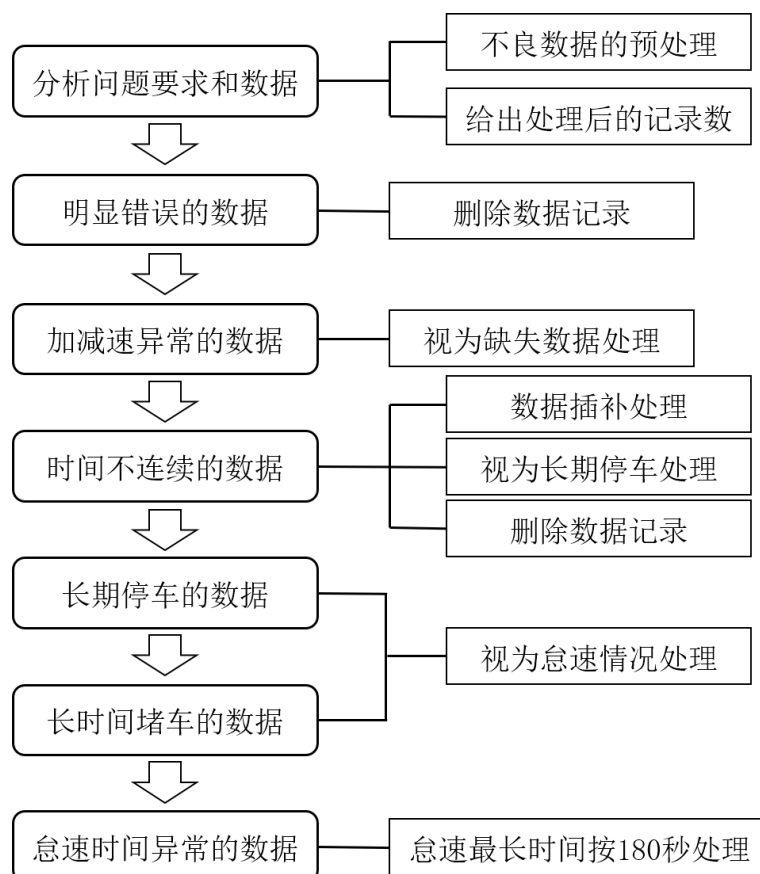 分析问题要求和数据
不良数据的预处理
给出处理后的记录数
明显错误的数据
删除数据记录
加减速异常的数据
视为缺失数据处理
时间不连续的数据
数据插补处理
视为长期停车处理
删除数据记录
长期停车的数据
长时间堵车的数据
视为怠速情况处理
怠速时间异常的数据
怠速最长时间按180秒处理